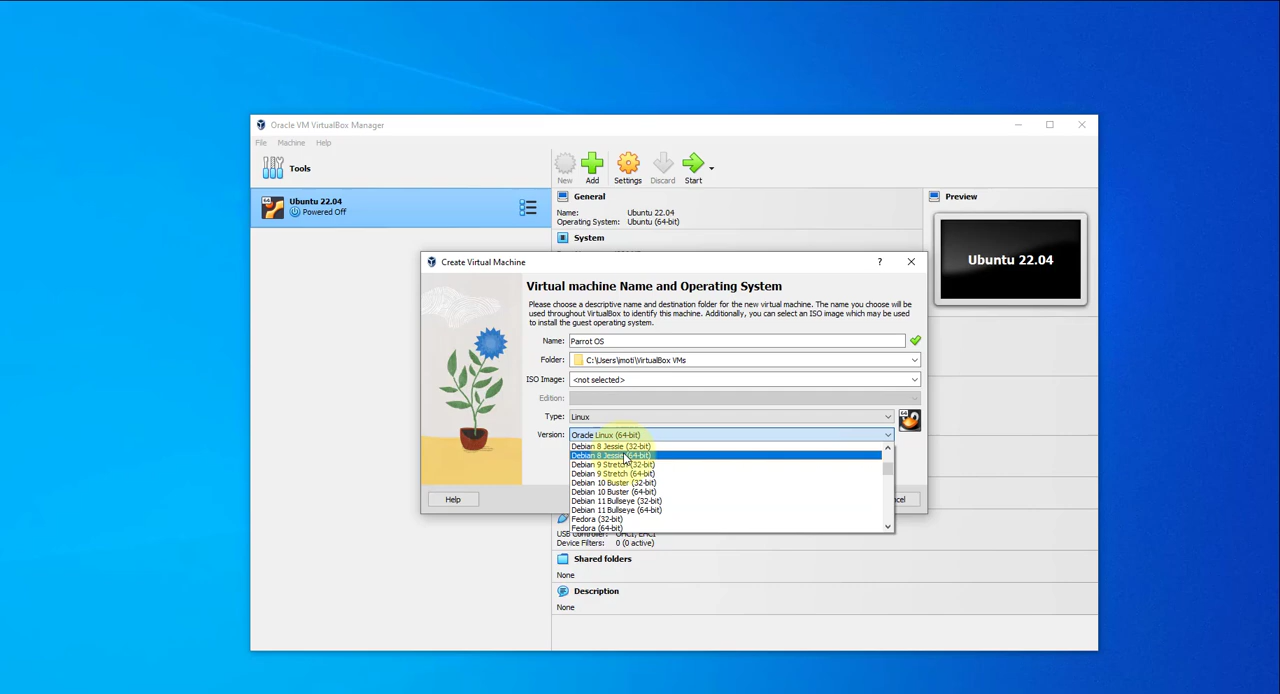 Oracle VM VirtualBox Manager
File Machine Help
Tools
New Add Settings Discard Start
Ubuntu 22.04
Powered Off
General
Name: Ubuntu 22.04
Operating System: Ubuntu (64-bit)
System
Preview
Ubuntu 22.04
Create Virtual Machine
?
Virtual machine Name and Operating System
Please choose a descriptive name and destination folder for the new virtual machine. The name you choose will be
used throughout VirtualBox to identify this machine. Additionally, you can select an ISO image which may be used
to install the guest operating system.
Name: Parrot OS
Folder: C:\Users\moti\VirtualBox VMs
ISO Image: <not selected>
Edition:
Type: Linux
64
Version: Oracle Linux (64-bit)
Debian 8 Jessie (32-bit)
Debian 8 Jessie (64-bit)
Debian 9 Stretch (32-bit)
Debian 9 Stretch (64-bit)
Debian 10 Buster (32-bit)
Debian 10 Buster (64-bit)
Debian 11 Bullseye (32-bit)
Debian 11 Bullseye (64-bit)
Fedora (32-bit)
Fedora (64-bit)
Help
Device Filters: 0 (0 active)
Shared folders
None
Description
None